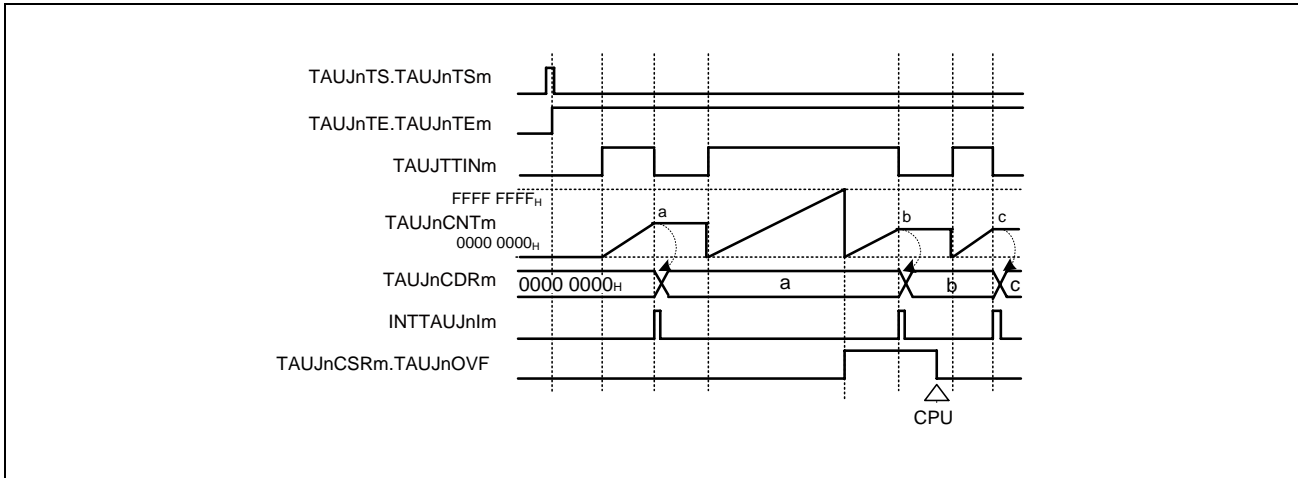 TAUJnTS.TAUJnTSm
TAUJnTE.TAUJnTEm
TAUJTTINm
FFFF FFFFH
TAUJnCNTm
0000 0000H
a
b
c
TAUJnCDRm
0000 0000H
a
b
c
INTTAUJnIm
TAUJnCSRm.TAUJnOVF
CPU